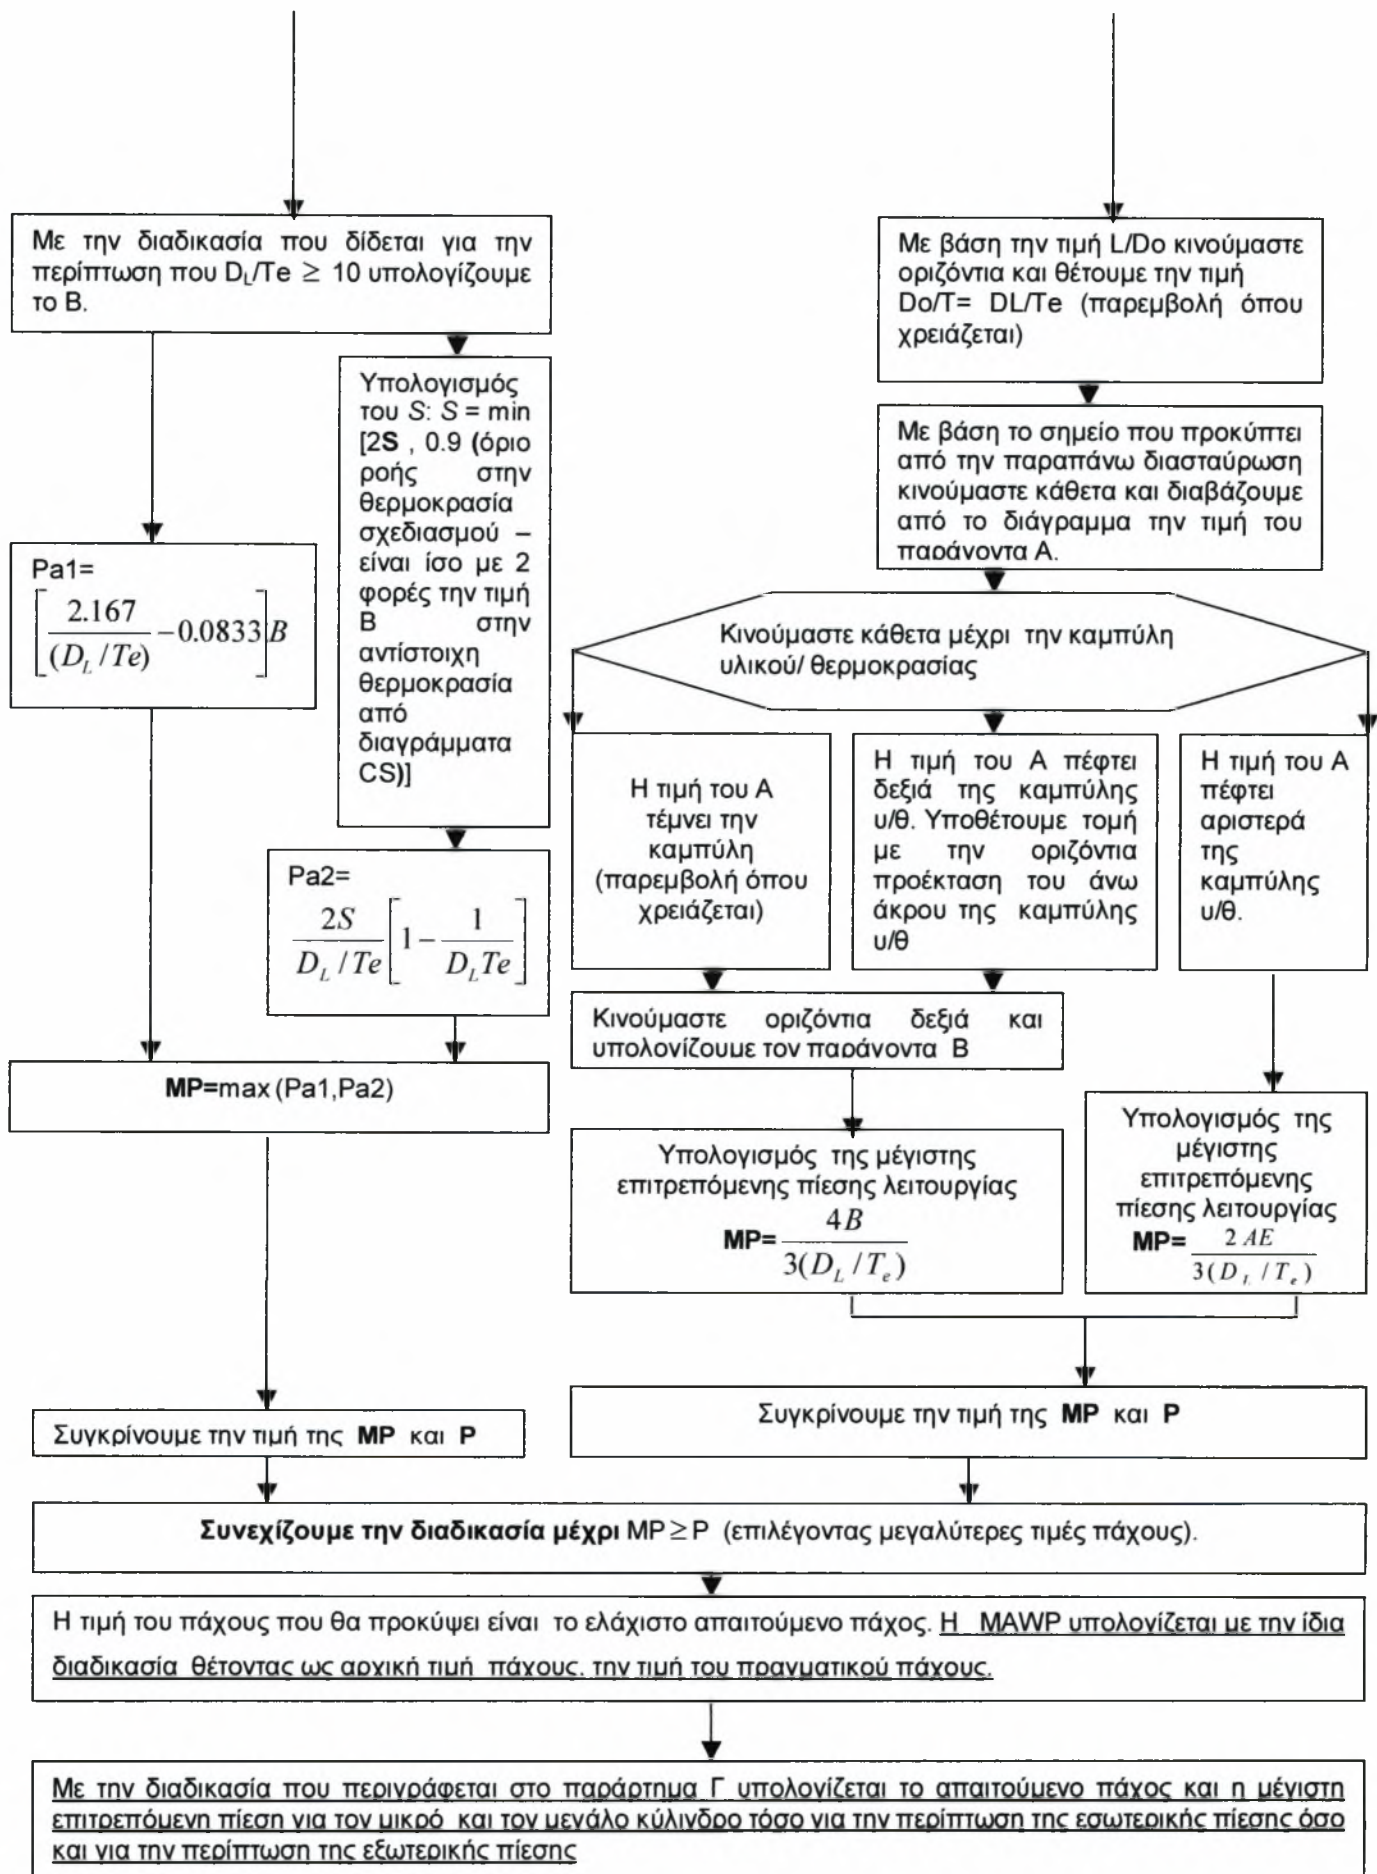 Με την διαδικασία που δίδεται για την
περίπτωση που D_L/Te ≥ 10 υπολογίζουμε
το Β.
Υπολογισμός
του S: S = min
[2S , 0.9 (όριο
ροής στην
θερμοκρασία
σχεδιασμού –
είναι ίσο με 2
φορές την τιμή
Β στην
αντίστοιχη
θερμοκρασία
από
διαγράμματα
CS)]
Pa1=
[2.167/(D_L/Te) −0.0833]B
Pa2=
2S/(D_L/Te) [1 − 1/(D_L Te)]
MP=max(Pa1,Pa2)
Συγκρίνουμε την τιμή της MP και P
Με βάση την τιμή L/Do κινούμαστε
οριζόντια και θέτουμε την τιμή
Do/T= DL/Te (παρεμβολή όπου
χρειάζεται)
Με βάση το σημείο που προκύπτει
από την παραπάνω διασταύρωση
κινούμαστε κάθετα και διαβάζουμε
από το διάγραμμα την τιμή του
παράγοντα Α.
Κινούμαστε κάθετα μέχρι την καμπύλη
υλικού/ θερμοκρασίας
Η τιμή του Α
τέμνει την
καμπύλη
(παρεμβολή όπου
χρειάζεται)
Η τιμή του Α πέφτει
δεξιά της καμπύλης
υ/θ. Υποθέτουμε τομή
με την οριζόντια
προέκταση του άνω
άκρου της καμπύλης
υ/θ
Η τιμή του Α
πέφτει
αριστερά
της
καμπύλης
υ/θ.
Κινούμαστε οριζόντια δεξιά και
υπολογίζουμε τον παράγοντα Β
Υπολογισμός της μέγιστης
επιτρεπόμενης πίεσης λειτουργίας
MP= 4B/3(D_L/T_e)
Υπολογισμός της
μέγιστης
επιτρεπόμενης
πίεσης λειτουργίας
MP= 2AE/3(D_L/T_e)
Συγκρίνουμε την τιμή της MP και P
Συνεχίζουμε την διαδικασία μέχρι MP≥P (επιλέγοντας μεγαλύτερες τιμές πάχους).
Η τιμή του πάχους που θα προκύψει είναι το ελάχιστο απαιτούμενο πάχος. Η MAWP υπολογίζεται με την ίδια
διαδικασία θέτοντας ως αρχική τιμή πάχους, την τιμή του πραγματικού πάχους.
Με την διαδικασία που περιγράφεται στο παράρτημα Γ υπολογίζεται το απαιτούμενο πάχος και η μέγιστη
επιτρεπόμενη πίεση για τον μικρό και τον μεγάλο κύλινδρο τόσο για την περίπτωση της εσωτερικής πίεσης όσο
και για την περίπτωση της εξωτερικής πίεσης